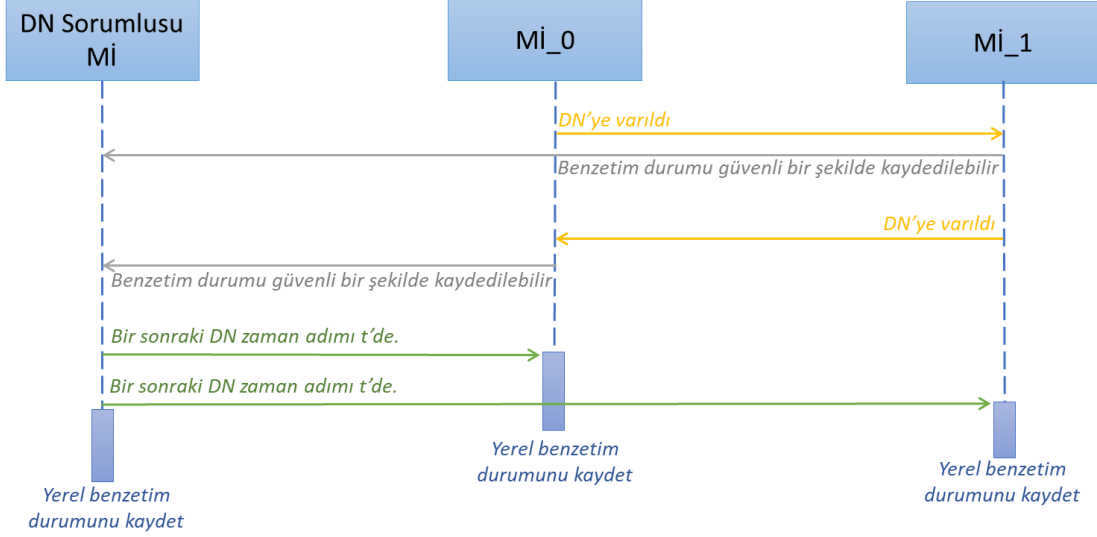 DN Sorumlusu
Mİ
Mİ_0
Mİ_1
DN’ye varıldı
Benzetim durumu güvenli bir şekilde kaydedilebilir
DN’ye varıldı
Benzetim durumu güvenli bir şekilde kaydedilebilir
Bir sonraki DN zaman adımı t’de.
Bir sonraki DN zaman adımı t’de.
Yerel benzetim
durumunu kaydet
Yerel benzetim
durumunu kaydet
Yerel benzetim
durumunu kaydet